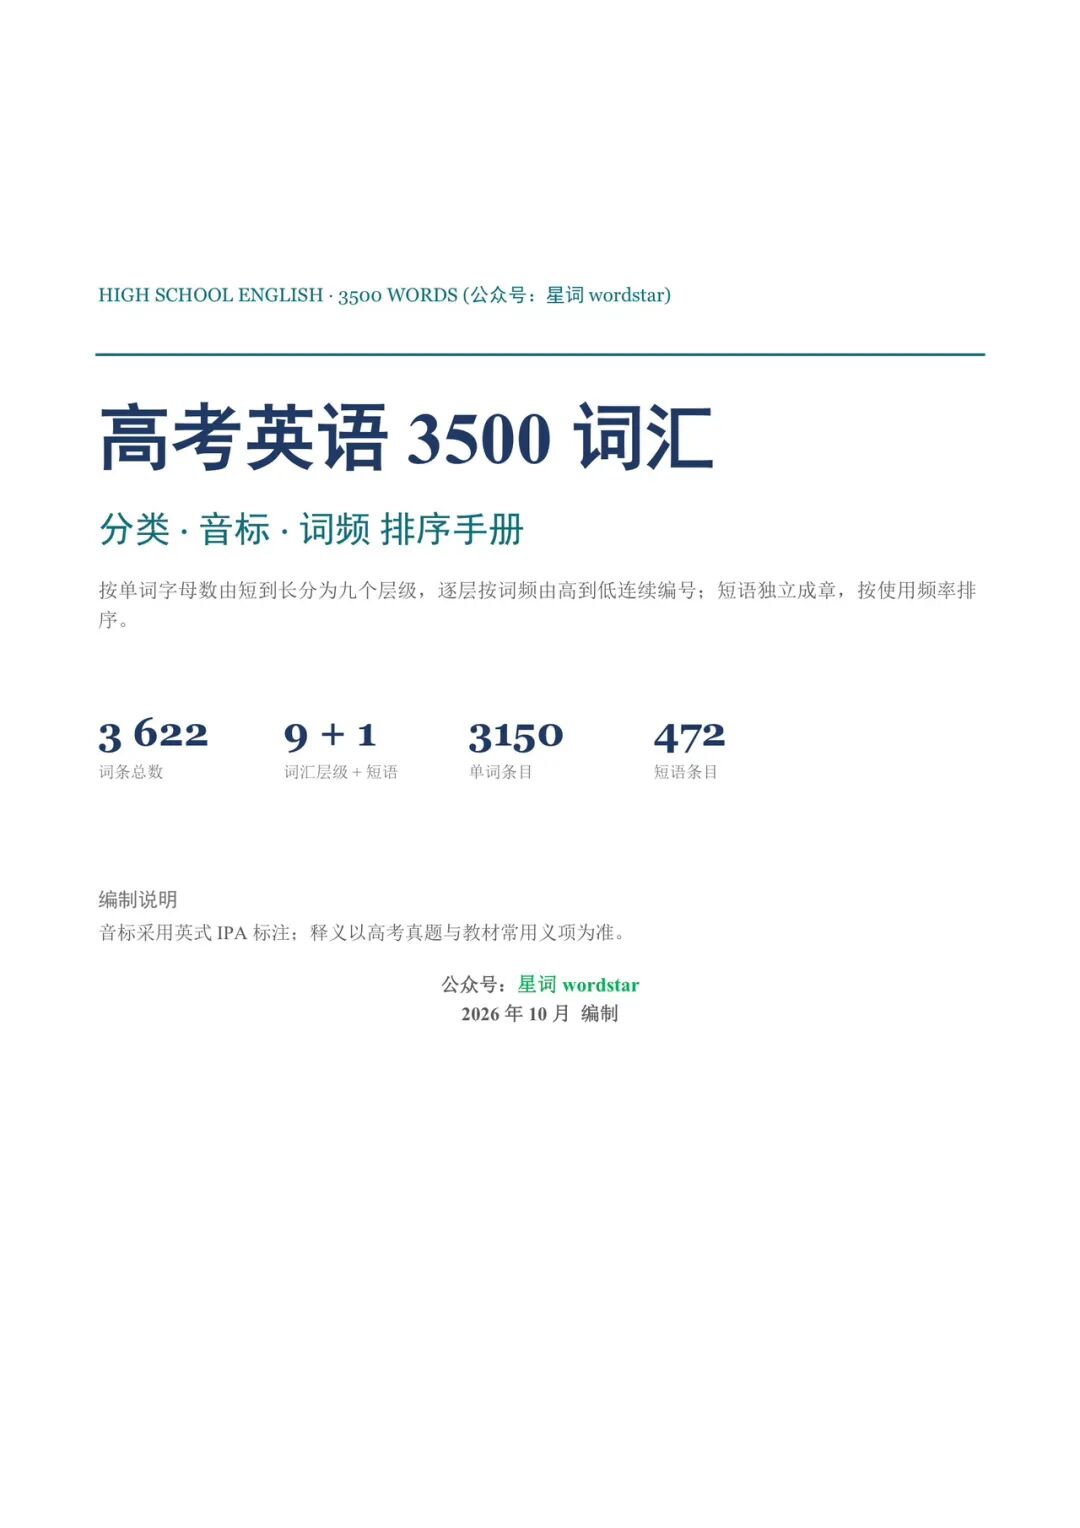 HIGH SCHOOL ENGLISH · 3500 WORDS (公众号：星词 wordstar)
高考英语 3500 词汇
分类 · 音标 · 词频 排序手册
按单词字母数由短到长分为九个层级，逐层按词频由高到低连续编号；短语独立成章，按使用频率排
序。
3 622 9 + 1 3150 472
词条总数 词汇层级 + 短语 单词条目 短语条目
编制说明
音标采用英式 IPA 标注；释义以高考真题与教材常用义项为准。
公众号：星词 wordstar
2026 年 10 月 编制